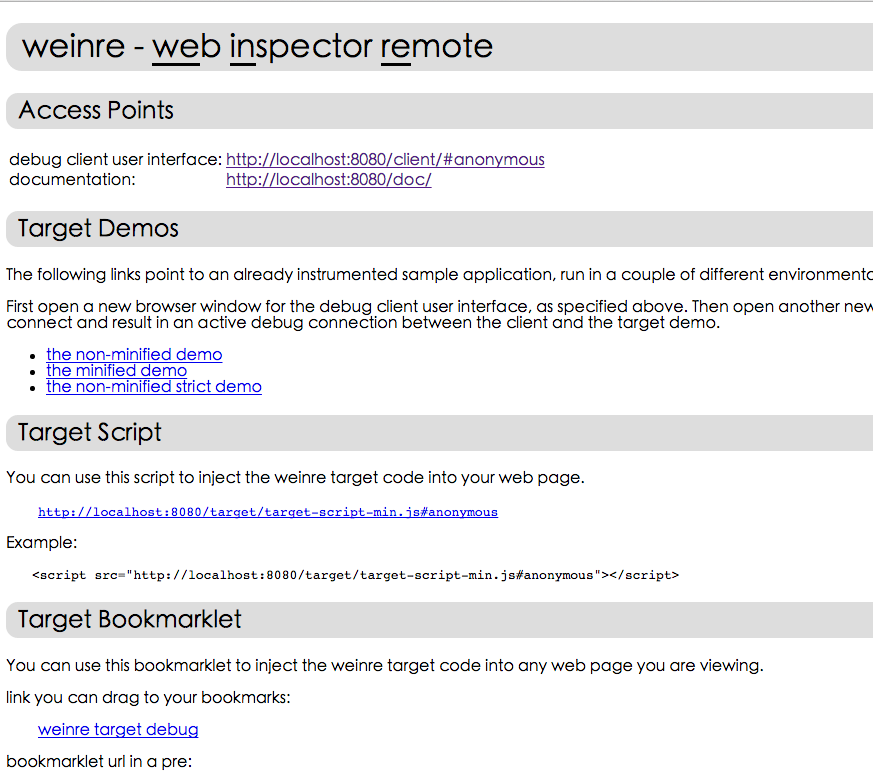 weinre - web inspector remote
Access Points
debug client user interface: http://localhost:8080/client/#anonymous
documentation: http://localhost:8080/doc/
Target Demos
The following links point to an already instrumented sample application, run in a couple of different environmenta
First open a new browser window for the debug client user interface, as specified above. Then open another new
connect and result in an active debug connection between the client and the target demo.
the non-minified demo
the minified demo
the non-minified strict demo
Target Script
You can use this script to inject the weinre target code into your web page.
http://localhost:8080/target/target-script-min.js#anonymous
Example:
<script src="http://localhost:8080/target/target-script-min.js#anonymous"></script>
Target Bookmarklet
You can use this bookmarklet to inject the weinre target code into any web page you are viewing.
link you can drag to your bookmarks:
weinre target debug
bookmarklet url in a pre: